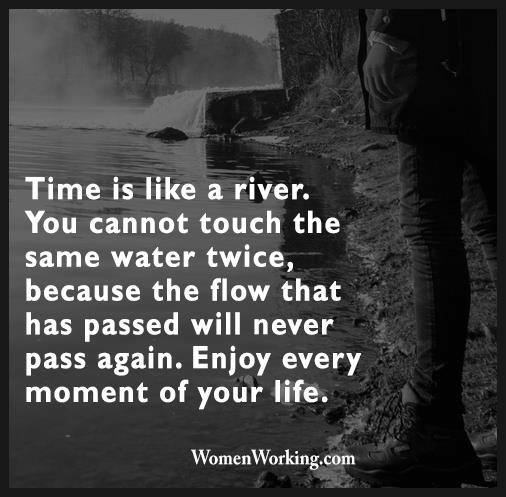 Time is like a river.
You cannot touch the
same water twice,
because the flow that
has passed will never
pass again. Enjoy every
moment of your life.
WomenWorking.com